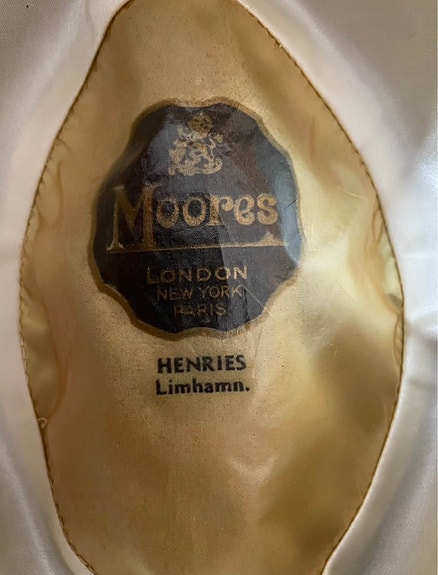 Moores
LONDON
NEW YORK
PARIS
HENRIES
Limhamn.